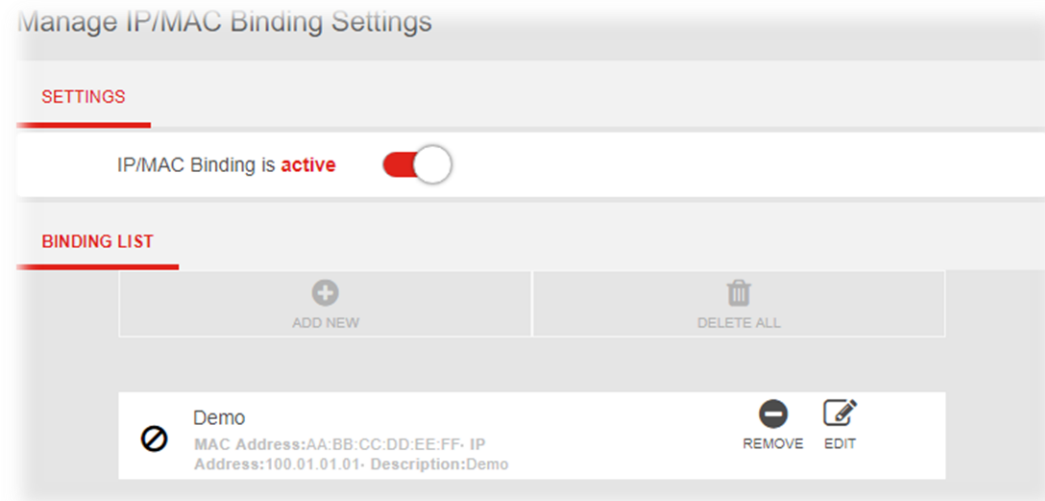 Manage IP/MAC Binding Settings
SETTINGS
IP/MAC Binding is active
BINDING LIST
ADD NEW
DELETE ALL
Demo
MAC Address:AA:BB:CC:DD:EE:FF· IP
Address:100.01.01.01· Description:Demo
REMOVE
EDIT